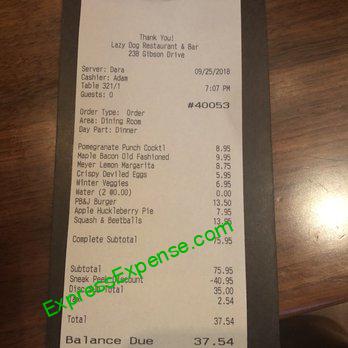 Thank You!
Lazy Dog Restaurant & Bar
238 Gibson Drive
Server: Dara 09/25/2018
Cashier: Adam
Table 321/1 7:07 PM
Guests: 0
#40053
Order Type: Order
Area: Dining Room
Day Part: Dinner
Pomegranate Punch Cocktl 8.95
Maple Bacon Old Fashioned 9.95
Meyer Lemon Margarita 8.75
Crispy Deviled Eggs 5.95
Winter Veggies 6.95
Water (2 @0.00) 0.00
PB&J Burger 13.50
Apple Huckleberry Pie 7.95
Squash & Beetballs
Complete Subtotal 75.95
Subtotal 75.95
Sneak Peek Discount -40.95
Discount Total 35.00
2.54
Total 37.54
Balance Due 37.54
ExpressExpense.com